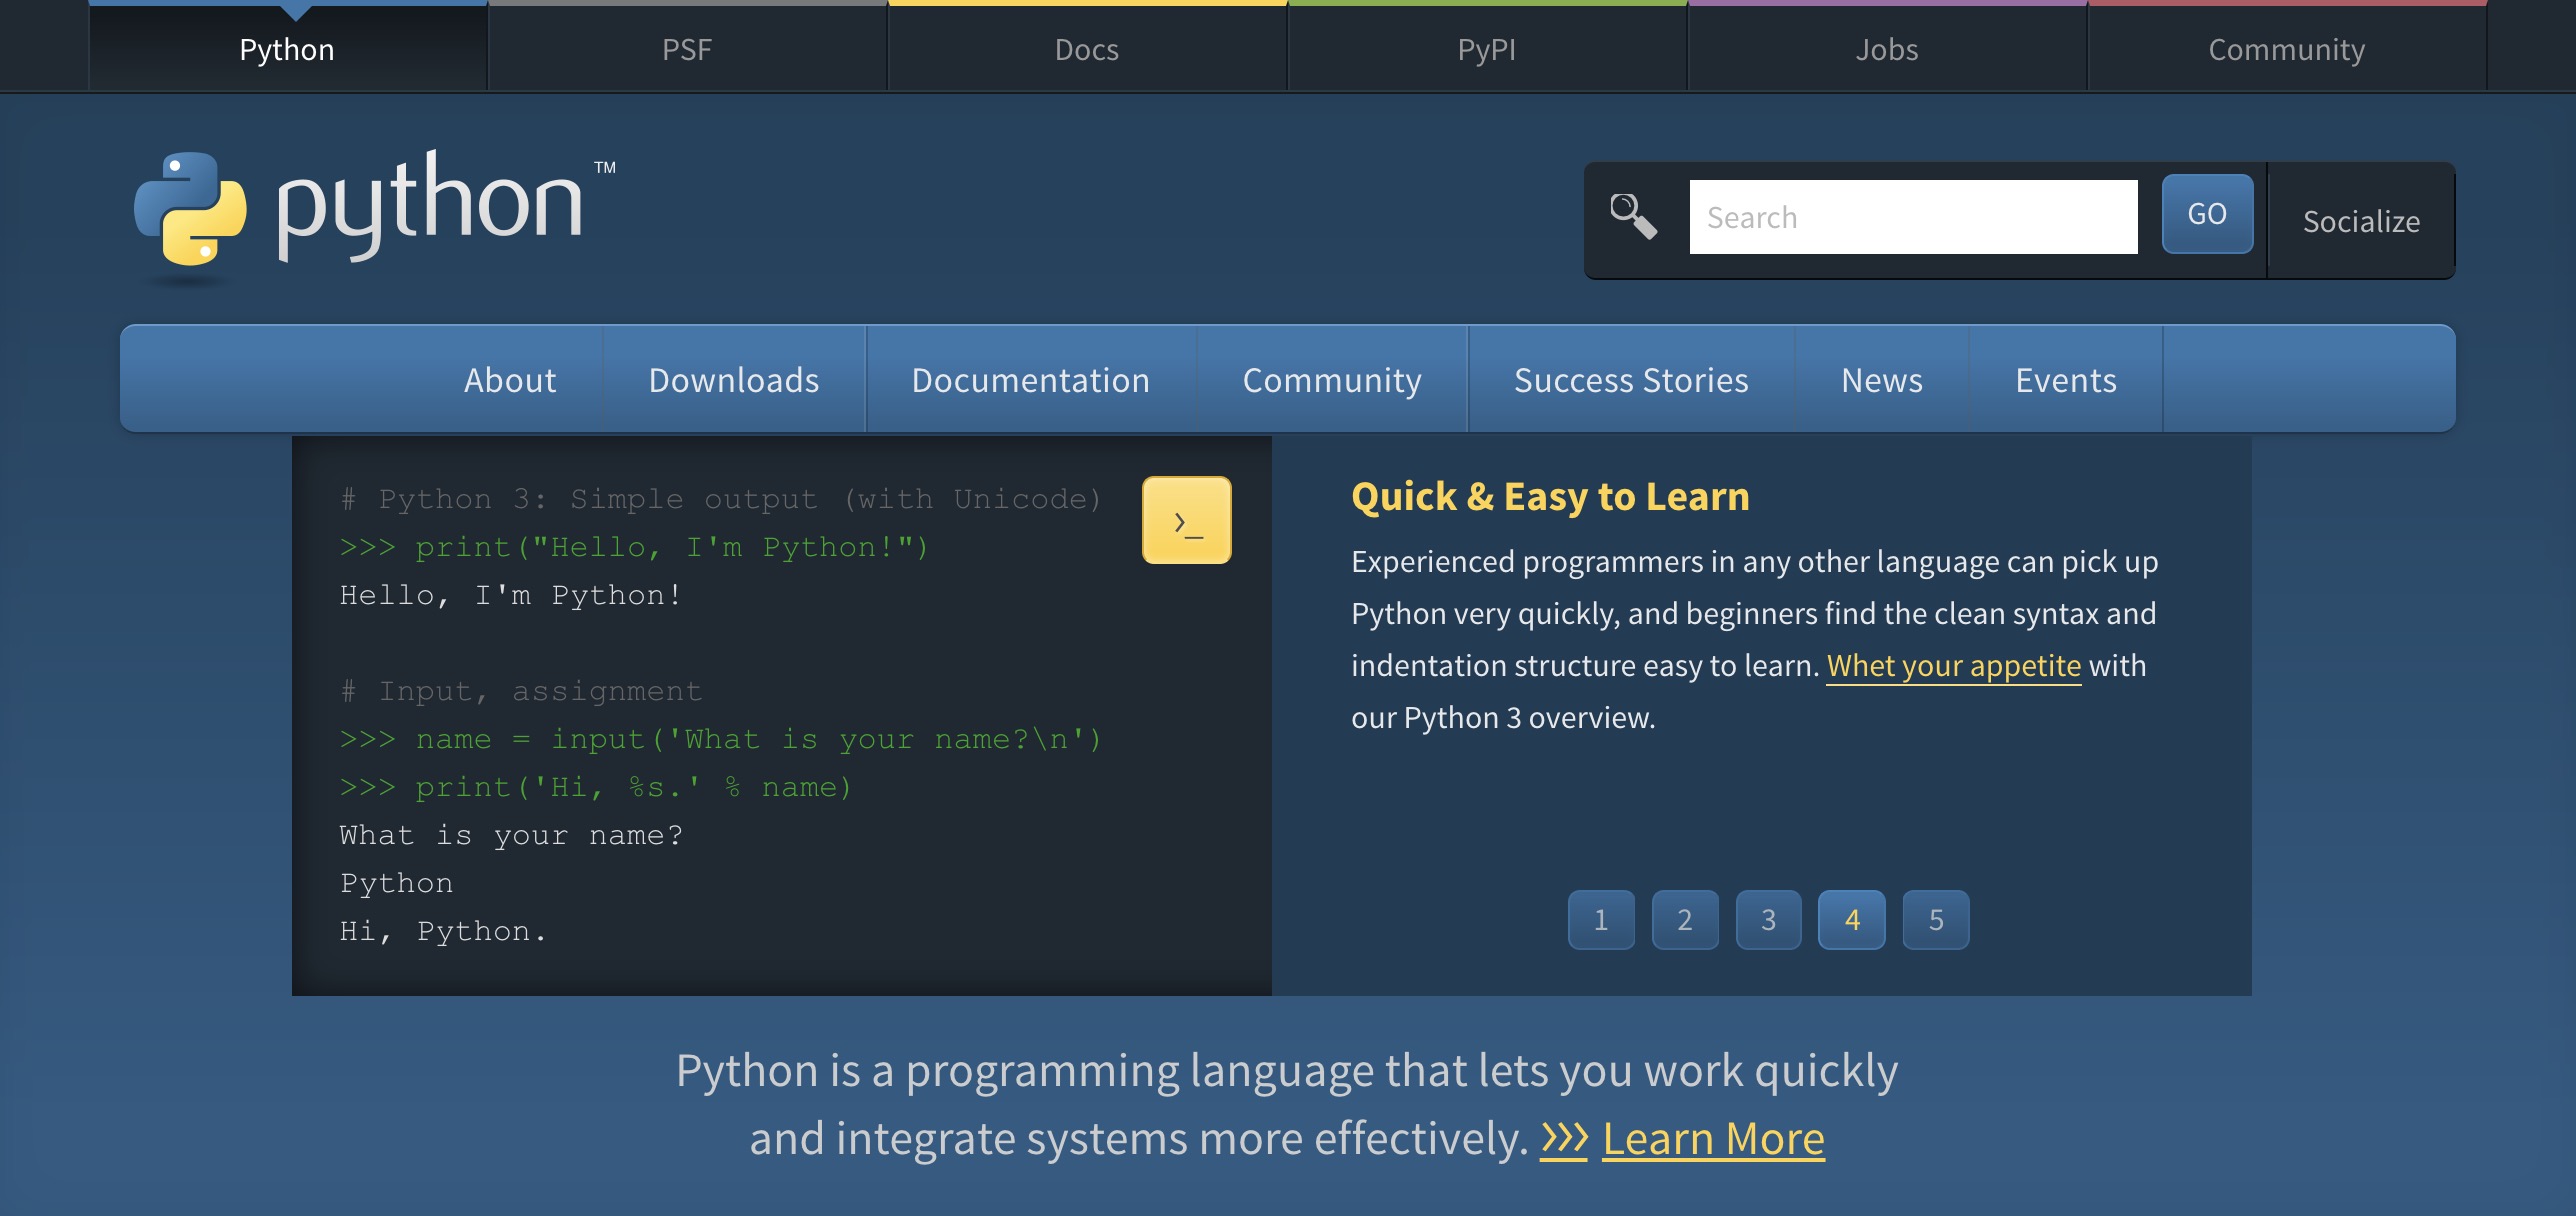 Python
PSF
Docs
PyPI
Jobs
Community
python™
Search
GO
Socialize
About
Downloads
Documentation
Community
Success Stories
News
Events
# Python 3: Simple output (with Unicode)
>>> print("Hello, I'm Python!")
Hello, I'm Python!
# Input, assignment
>>> name = input('What is your name?\n')
>>> print('Hi, %s.' % name)
What is your name?
Python
Hi, Python.
>_
Quick & Easy to Learn
Experienced programmers in any other language can pick up
Python very quickly, and beginners find the clean syntax and
indentation structure easy to learn. Whet your appetite with
our Python 3 overview.
1
2
3
4
5
Python is a programming language that lets you work quickly
and integrate systems more effectively. >>> Learn More